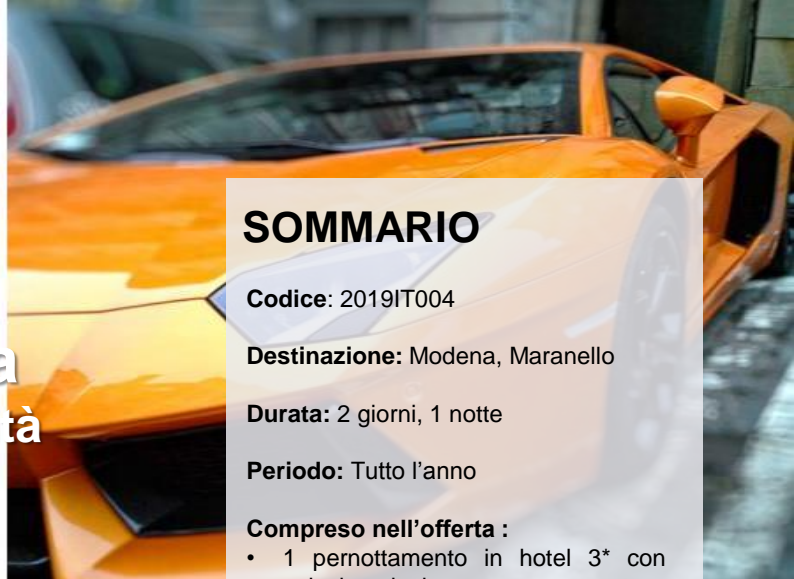 SOMMARIO
Codice: 2019IT004
Destinazione: Modena, Maranello
Durata: 2 giorni, 1 notte
Periodo: Tutto l’anno
Compreso nell’offerta :
• 1 pernottamento in hotel 3* con